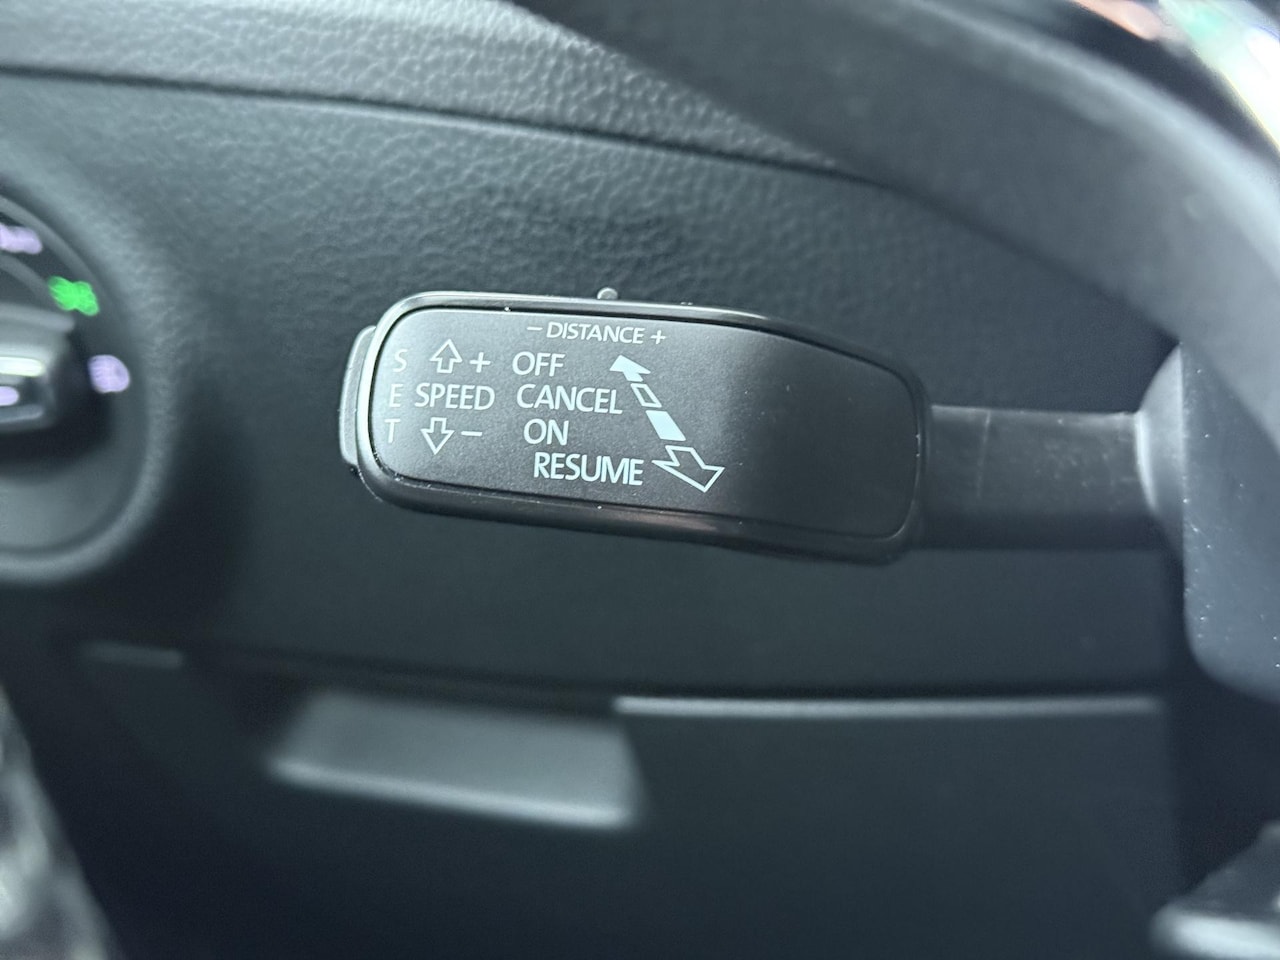 − DISTANCE +
S + OFF
E SPEED CANCEL
T − ON
RESUME